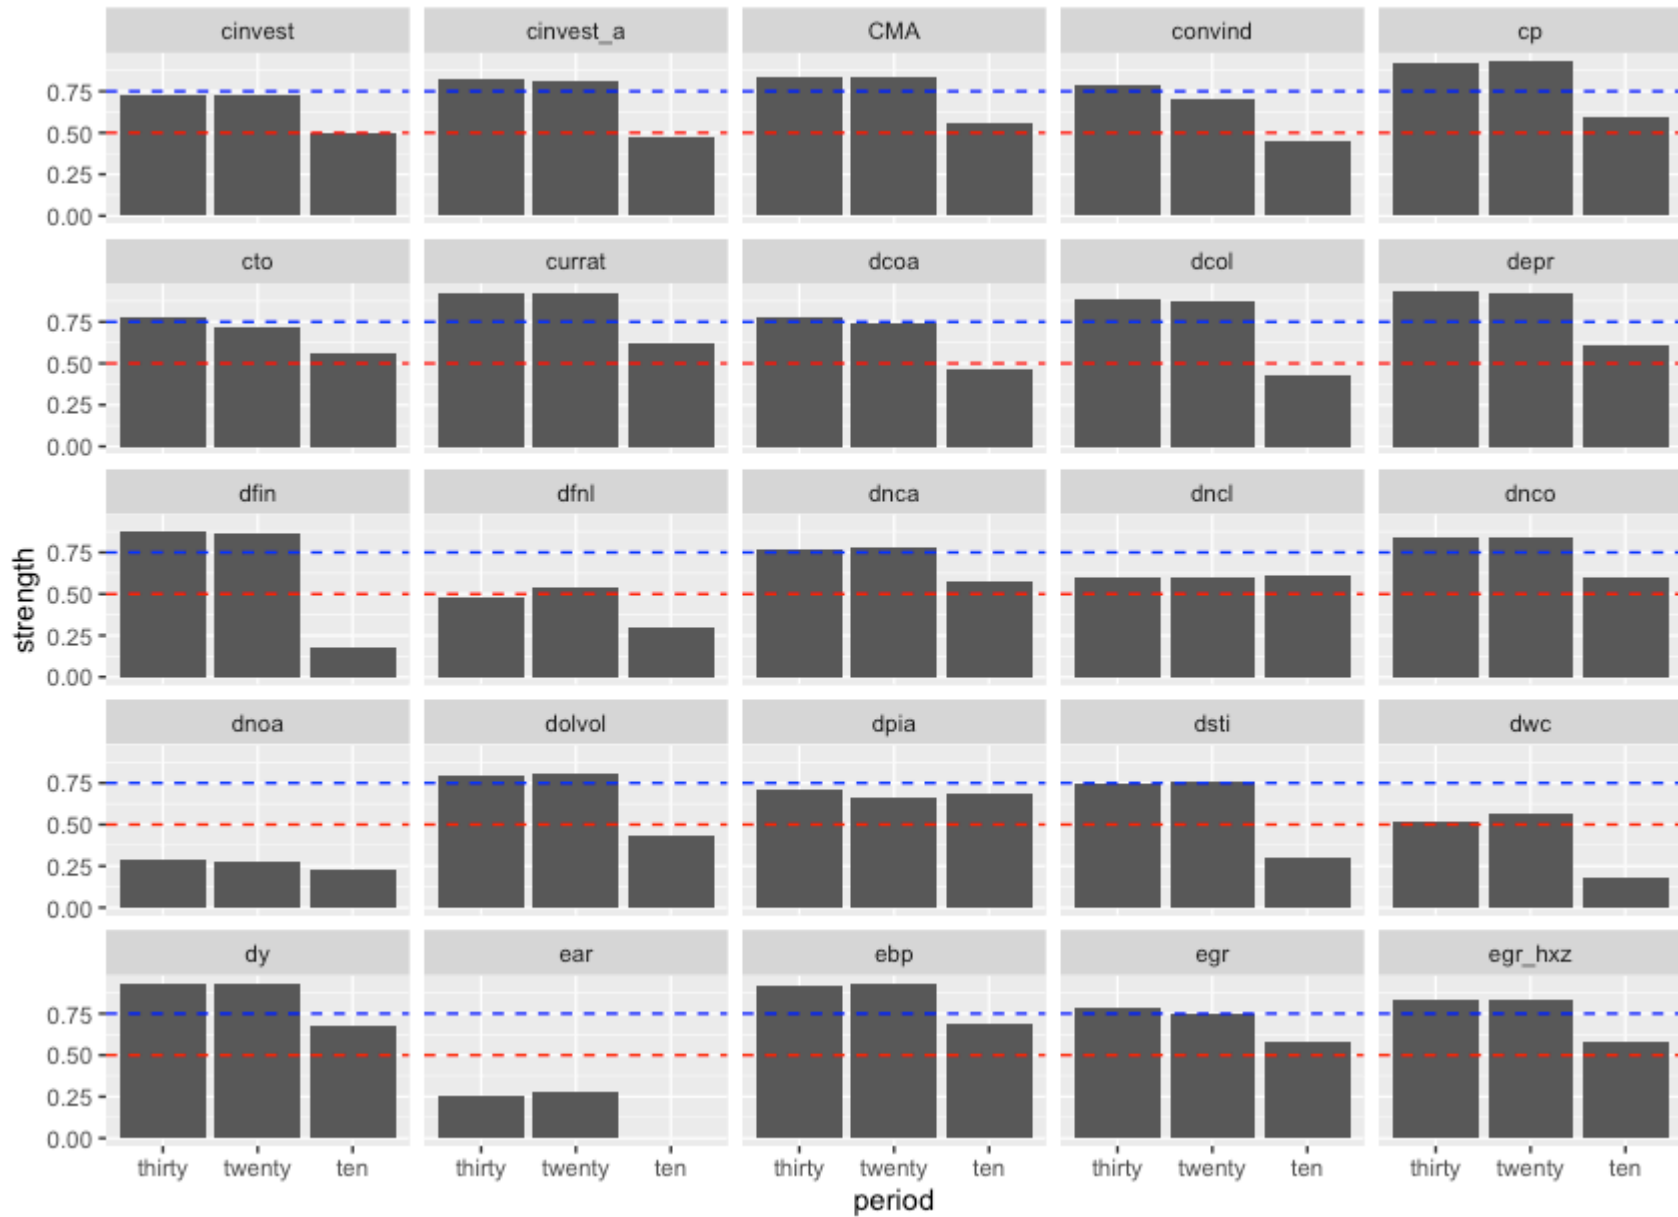 cinvest cinvest_a CMA convind cp
0.75
0.50
0.25
0.00
cto currat dcoa dcol depr
0.75
0.50
0.25
0.00
dfin dfnl dnca dncl dnco
0.75
0.50
0.25
0.00
strength
dnoa dolvol dpia dsti dwc
0.75
0.50
0.25
0.00
dy ear ebp egr egr_hxz
0.75
0.50
0.25
0.00
thirty twenty ten thirty twenty ten thirty twenty ten thirty twenty ten thirty twenty ten
period